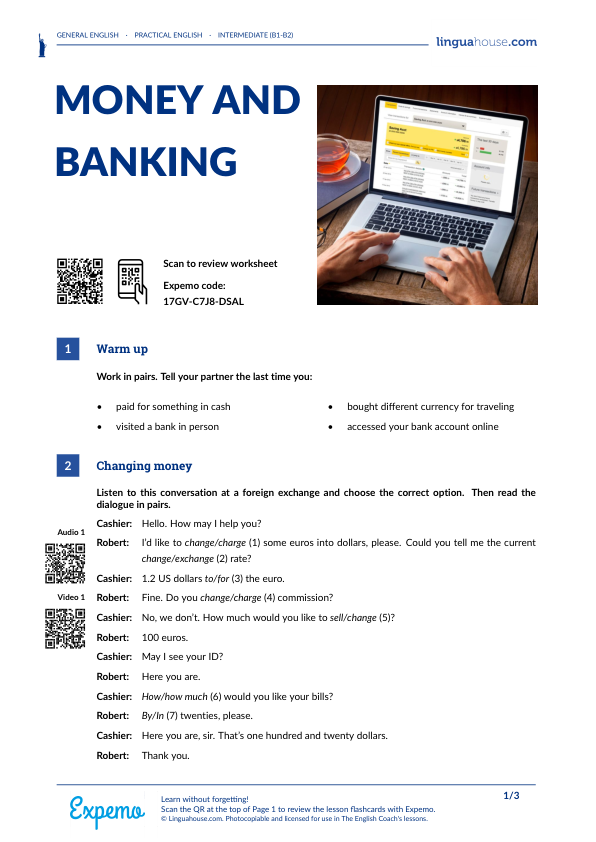 GENERAL ENGLISH · PRACTICAL ENGLISH · INTERMEDIATE (B1-B2)
linguahouse.com
MONEY AND
BANKING
Scan to review worksheet
Expemo code:
17GV-C7J8-DSAL
1 Warm up
Work in pairs. Tell your partner the last time you:
• paid for something in cash
• visited a bank in person
• bought different currency for traveling
• accessed your bank account online
2 Changing money
Listen to this conversation at a foreign exchange and choose the correct option. Then read the
dialogue in pairs.
Audio 1
Video 1
Cashier: Hello. How may I help you?
Robert: I'd like to change/charge (1) some euros into dollars, please. Could you tell me the current
change/exchange (2) rate?
Cashier: 1.2 US dollars to/for (3) the euro.
Robert: Fine. Do you change/charge (4) commission?
Cashier: No, we don't. How much would you like to sell/change (5)?
Robert: 100 euros.
Cashier: May I see your ID?
Robert: Here you are.
Cashier: How/how much (6) would you like your bills?
Robert: By/In (7) twenties, please.
Cashier: Here you are, sir. That's one hundred and twenty dollars.
Robert: Thank you.
Expemo
Learn without forgetting!
Scan the QR at the top of Page 1 to review the lesson flashcards with Expemo.
© Linguahouse.com. Photocopiable and licensed for use in The English Coach's lessons.
1/3